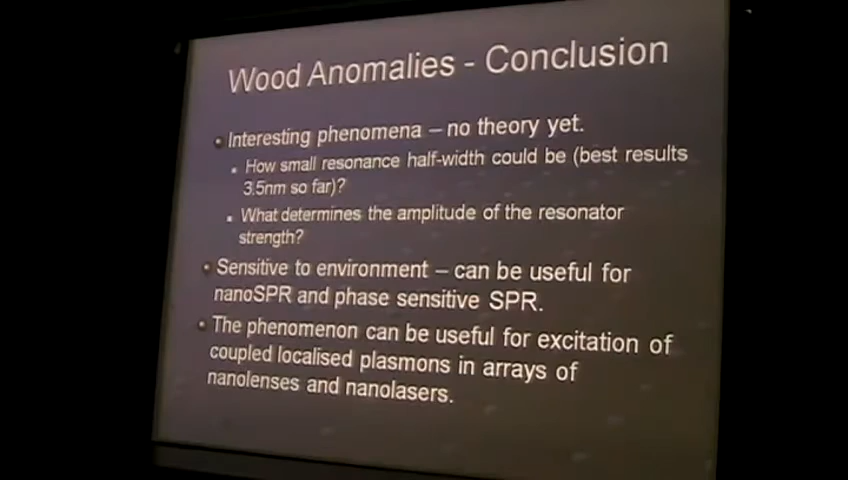 Wood Anomalies - Conclusion
• Interesting phenomena – no theory yet.
▪ How small resonance half-width could be (best results
3.5nm so far)?
▪ What determines the amplitude of the resonator
strength?
• Sensitive to environment – can be useful for
nanoSPR and phase sensitive SPR.
• The phenomenon can be useful for excitation of
coupled localised plasmons in arrays of
nanolenses and nanolasers.